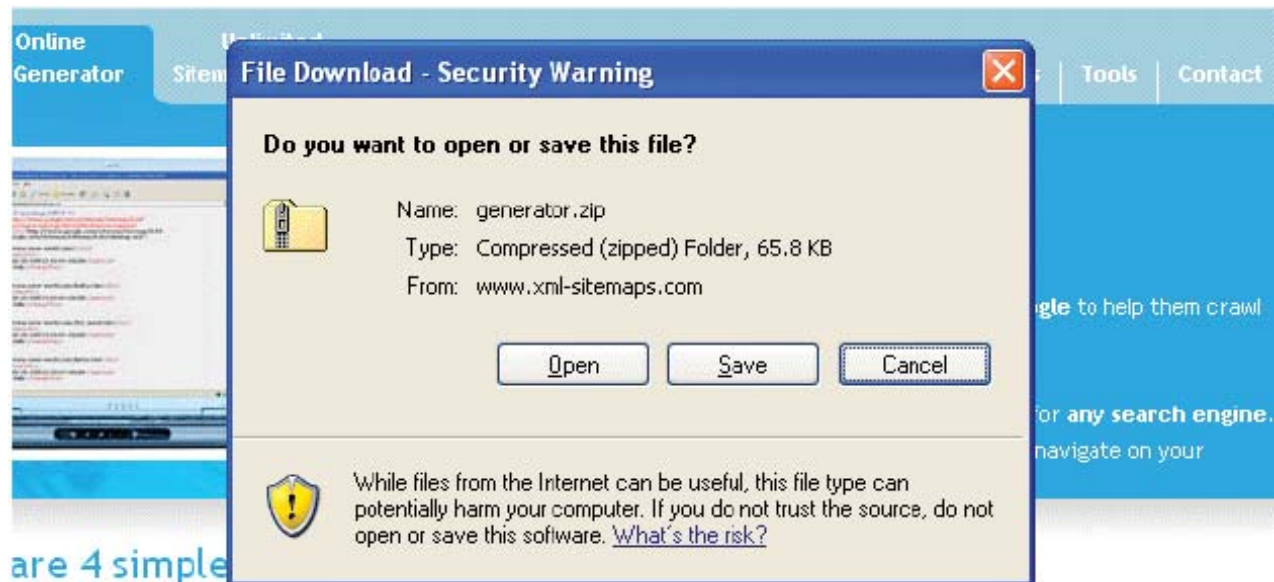 Online
Generator
Unlimited
Sitem
Tools
Contact
File Download - Security Warning
Do you want to open or save this file?
Name: generator.zip
Type: Compressed (zipped) Folder, 65.8 KB
From: www.xml-sitemaps.com
Open Save Cancel
gle to help them crawl
for any search engine.
navigate on your
While files from the Internet can be useful, this file type can
potentially harm your computer. If you do not trust the source, do not
open or save this software. What's the risk?
are 4 simple